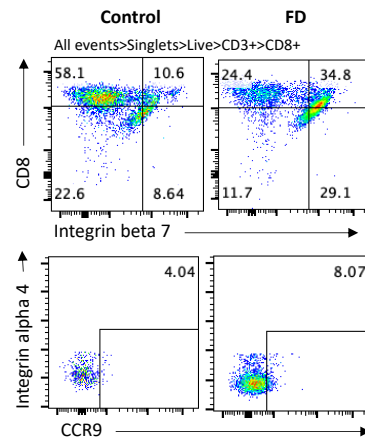 Control FD
All events>Singlets>Live>CD3+>CD8+
58.1 10.6 24.4 34.8
CD8
22.6 8.64 11.7 29.1
Integrin beta 7
4.04 8.07
Integrin alpha 4
CCR9